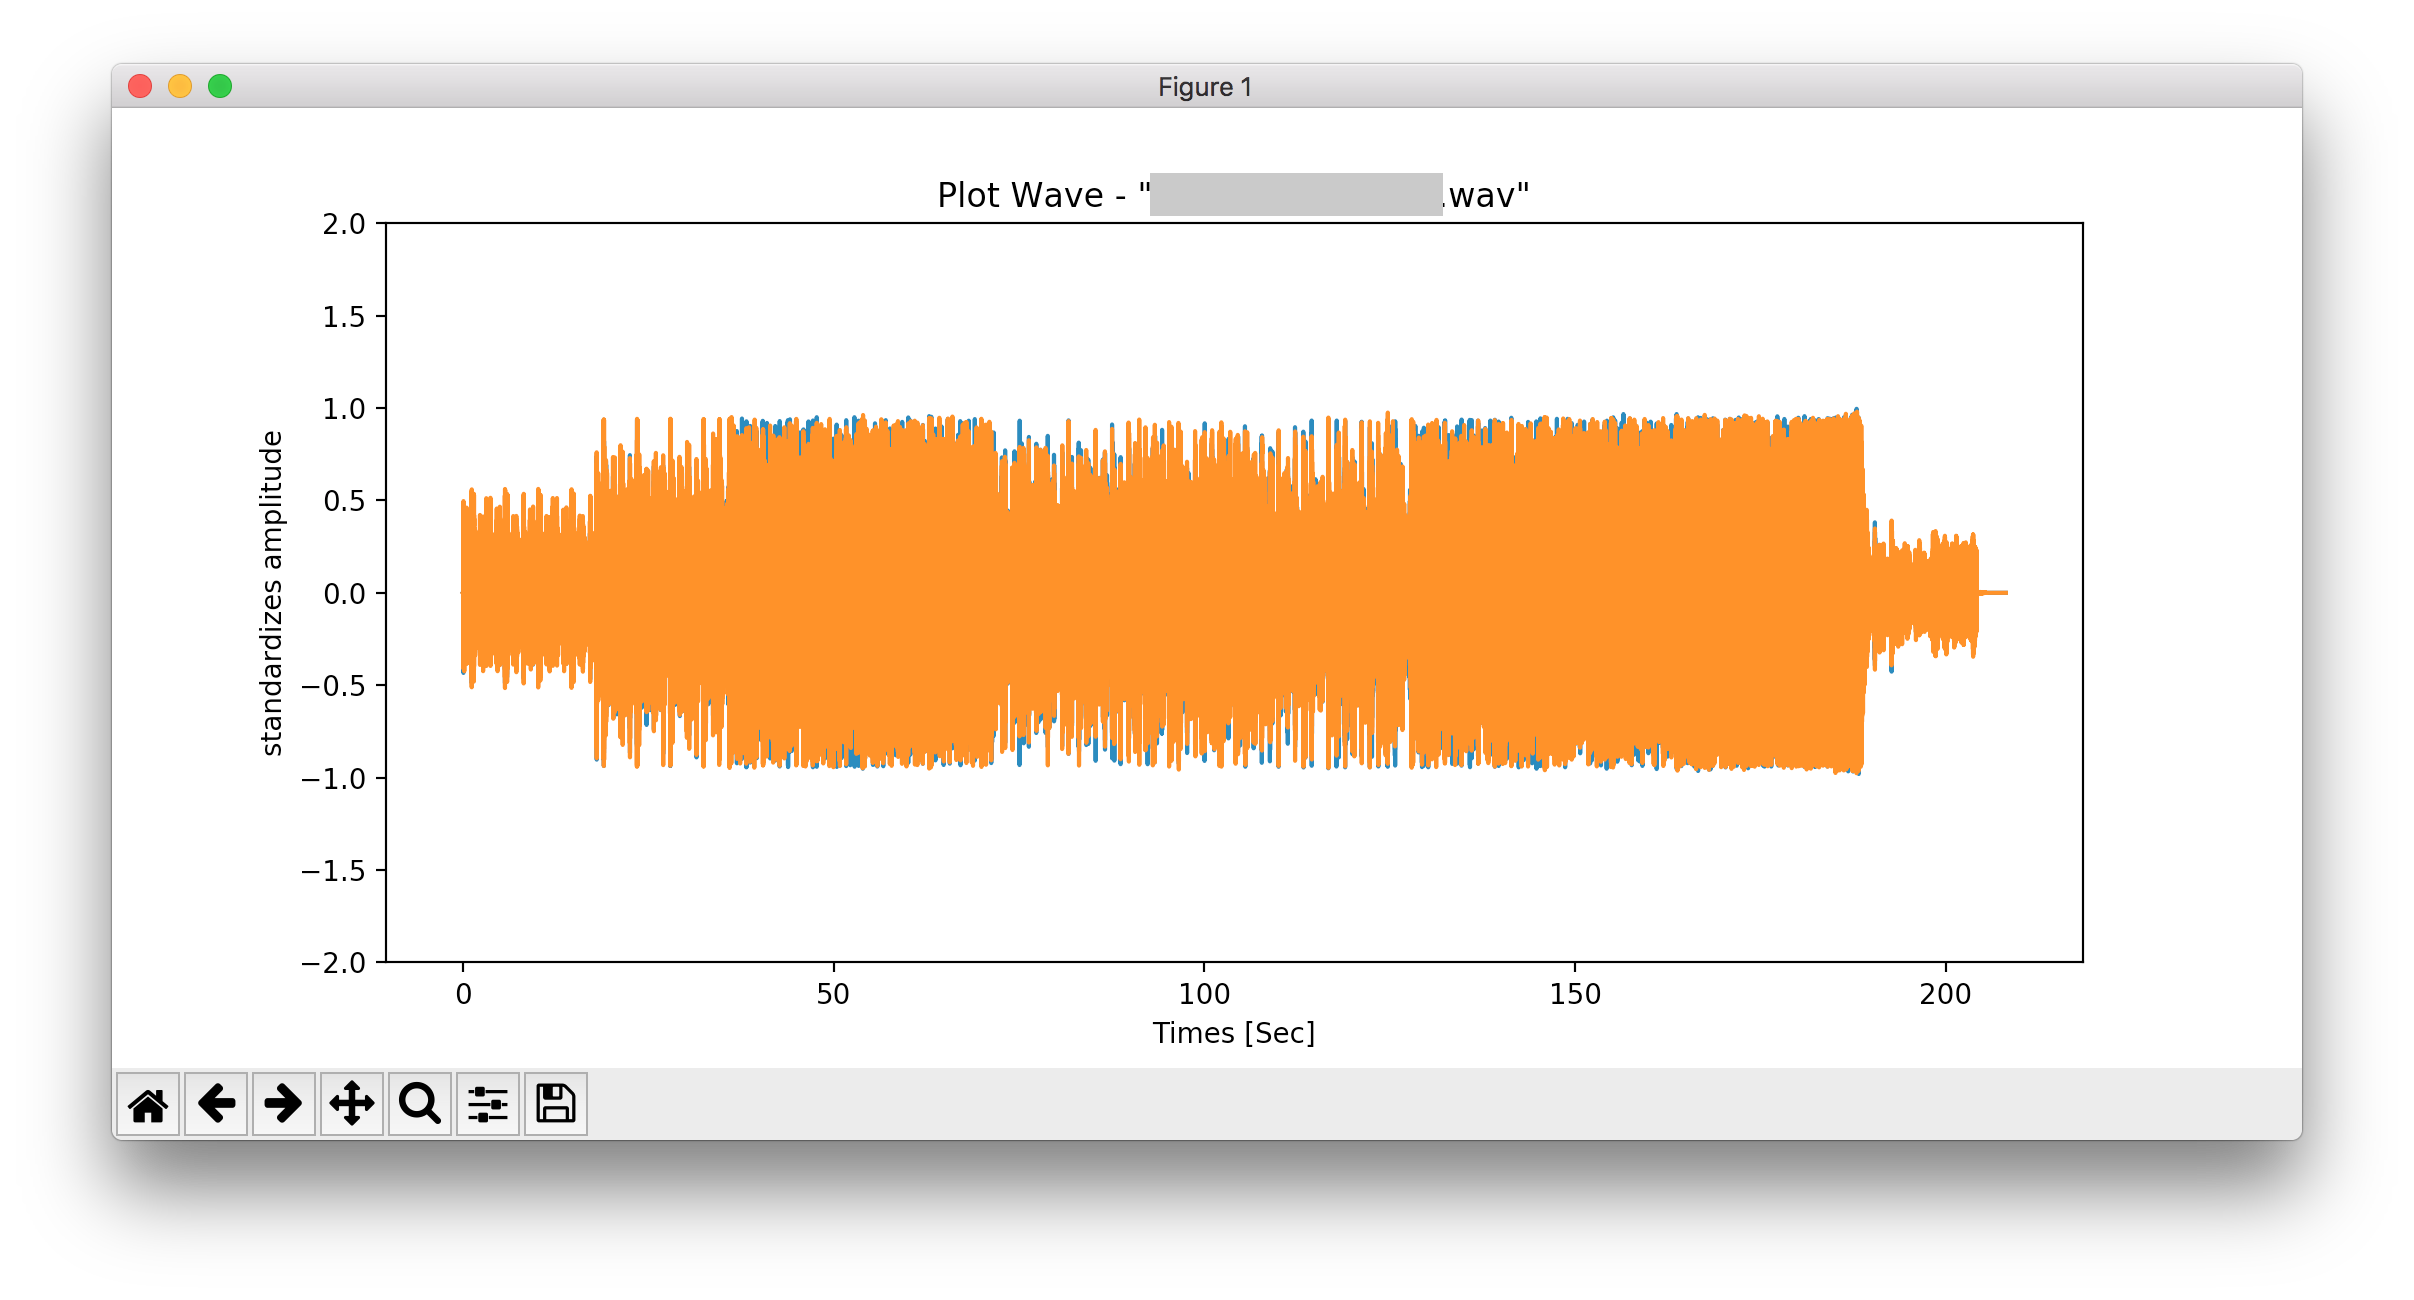 Figure 1
Plot Wave - " .wav"
2.0
1.5
1.0
0.5
0.0
−0.5
−1.0
−1.5
−2.0
standardizes amplitude
0 50 100 150 200
Times [Sec]